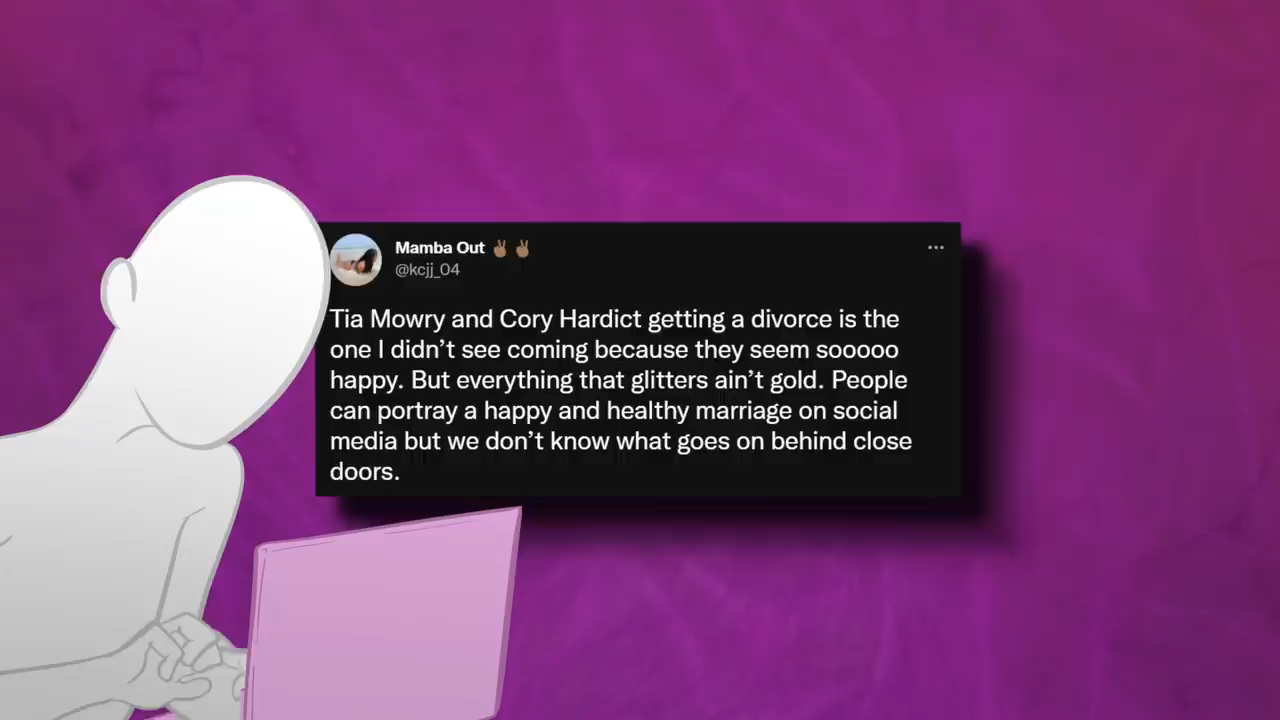 Mamba Out ✌🏽✌🏽
@kcjj_04
Tia Mowry and Cory Hardict getting a divorce is the
one I didn’t see coming because they seem sooooo
happy. But everything that glitters ain’t gold. People
can portray a happy and healthy marriage on social
media but we don’t know what goes on behind close
doors.